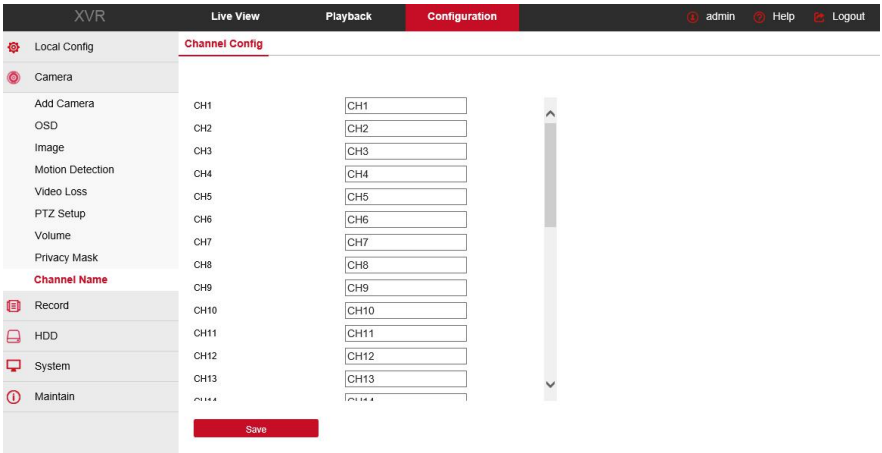 XVR Live View Playback Configuration admin Help Logout
Local Config
Camera
Add Camera
OSD
Image
Motion Detection
Video Loss
PTZ Setup
Volume
Privacy Mask
Channel Name
Record
HDD
System
Maintain
Channel Config
CH1 CH1
CH2 CH2
CH3 CH3
CH4 CH4
CH5 CH5
CH6 CH6
CH7 CH7
CH8 CH8
CH9 CH9
CH10 CH10
CH11 CH11
CH12 CH12
CH13 CH13
CH14 CH14
Save